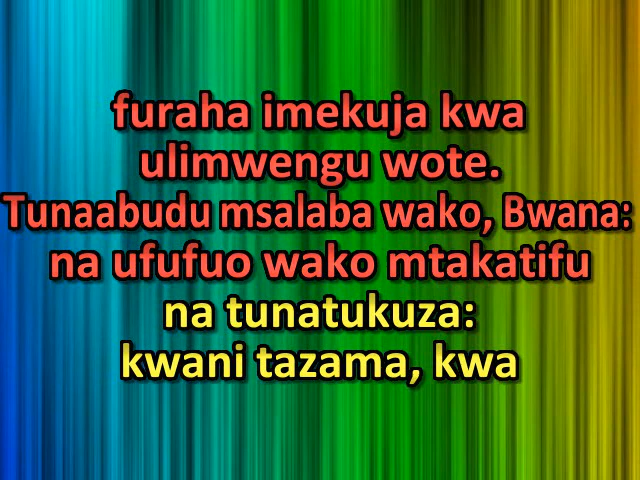 furaha imekuja kwa
ulimwengu wote.
Tunaabudu msalaba wako, Bwana:
na ufufuo wako mtakatifu
na tunatukuza:
kwani tazama, kwa